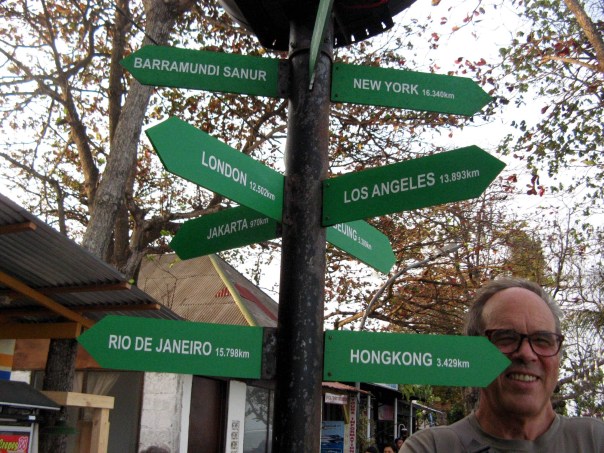 BARRAMUNDI SANUR
NEW YORK 16.340km
LONDON 12.502km
LOS ANGELES 13.893km
JAKARTA 970km
RIO DE JANEIRO 15.798km
HONGKONG 3.429km